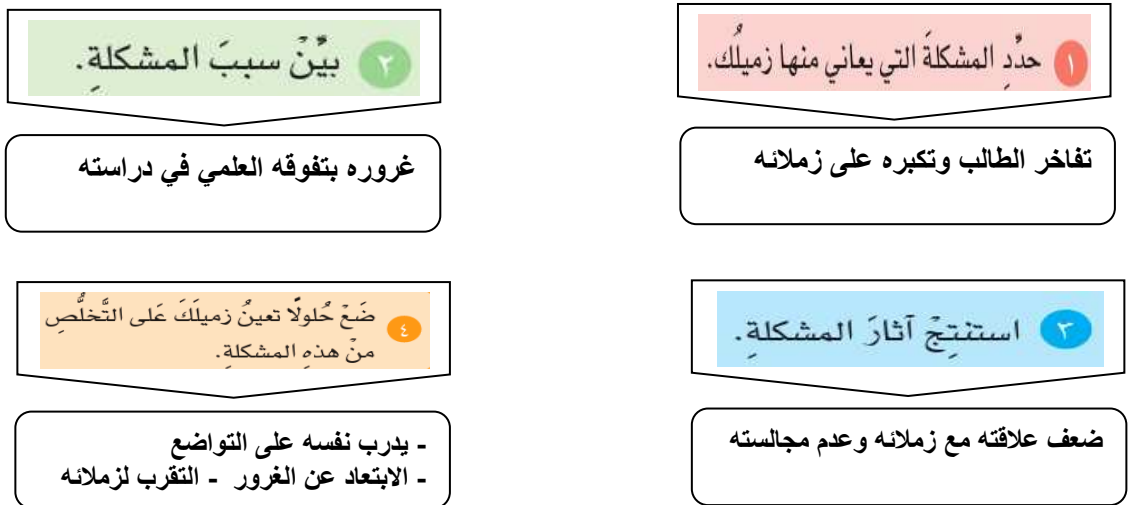 ١ حدِّدِ المشكلةَ التي يعاني منها زميلُك.
تفاخر الطالب وتكبره على زملائه
٢ بيِّنْ سببَ المشكلةِ.
غروره بتفوقه العلمي في دراسته
٣ استنتِجْ آثارَ المشكلةِ.
ضعف علاقته مع زملائه وعدم مجالسته
٤ ضَعْ حُلولًا تعينُ زميلَكَ عَلى التَّخلُّصِ
منْ هذهِ المشكلةِ.
- يدرب نفسه على التواضع
- الابتعاد عن الغرور - التقرب لزملائه